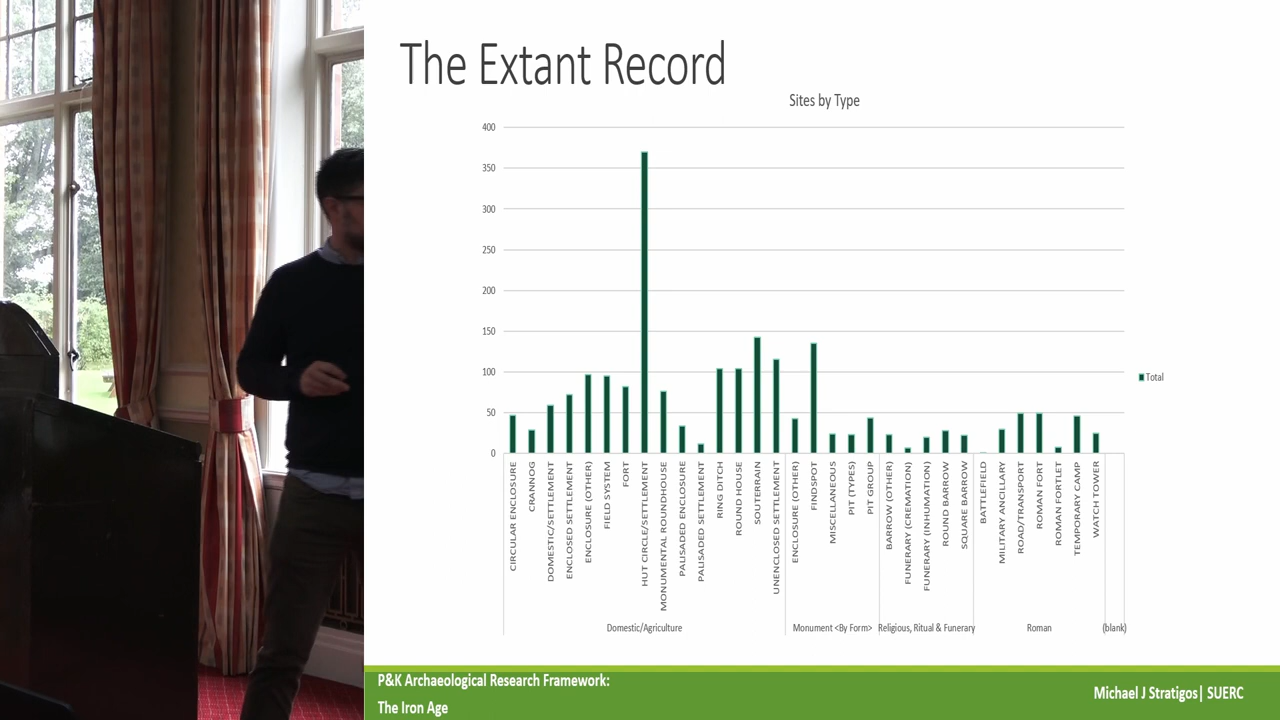 The Extant Record
Sites by Type
400
350
300
250
200
150
100
50
0
Total
CIRCULAR ENCLOSURE
CRANNOG
DOMESTIC/SETTLEMENT
ENCLOSED SETTLEMENT
ENCLOSURE (OTHER)
FIELD SYSTEM
FORT
HUT CIRCLE/SETTLEMENT
MONUMENTAL ROUNDHOUSE
PALISADED ENCLOSURE
PALISADED SETTLEMENT
RING DITCH
ROUND HOUSE
SOUTERRAIN
UNENCLOSED SETTLEMENT
ENCLOSURE (OTHER)
FINDSPOT
MISCELLANEOUS
PIT (TYPES)
PIT GROUP
BARROW (OTHER)
FUNERARY (CREMATION)
FUNERARY (INHUMATION)
ROUND BARROW
SQUARE BARROW
BATTLEFIELD
MILITARY ANCILLARY
ROAD/TRANSPORT
ROMAN FORT
ROMAN FORTLET
TEMPORARY CAMP
WATCH TOWER
Domestic/Agriculture
Monument <By Form>
Religious, Ritual & Funerary
Roman
(blank)
P&K Archaeological Research Framework:
The Iron Age
Michael J Stratigos| SUERC